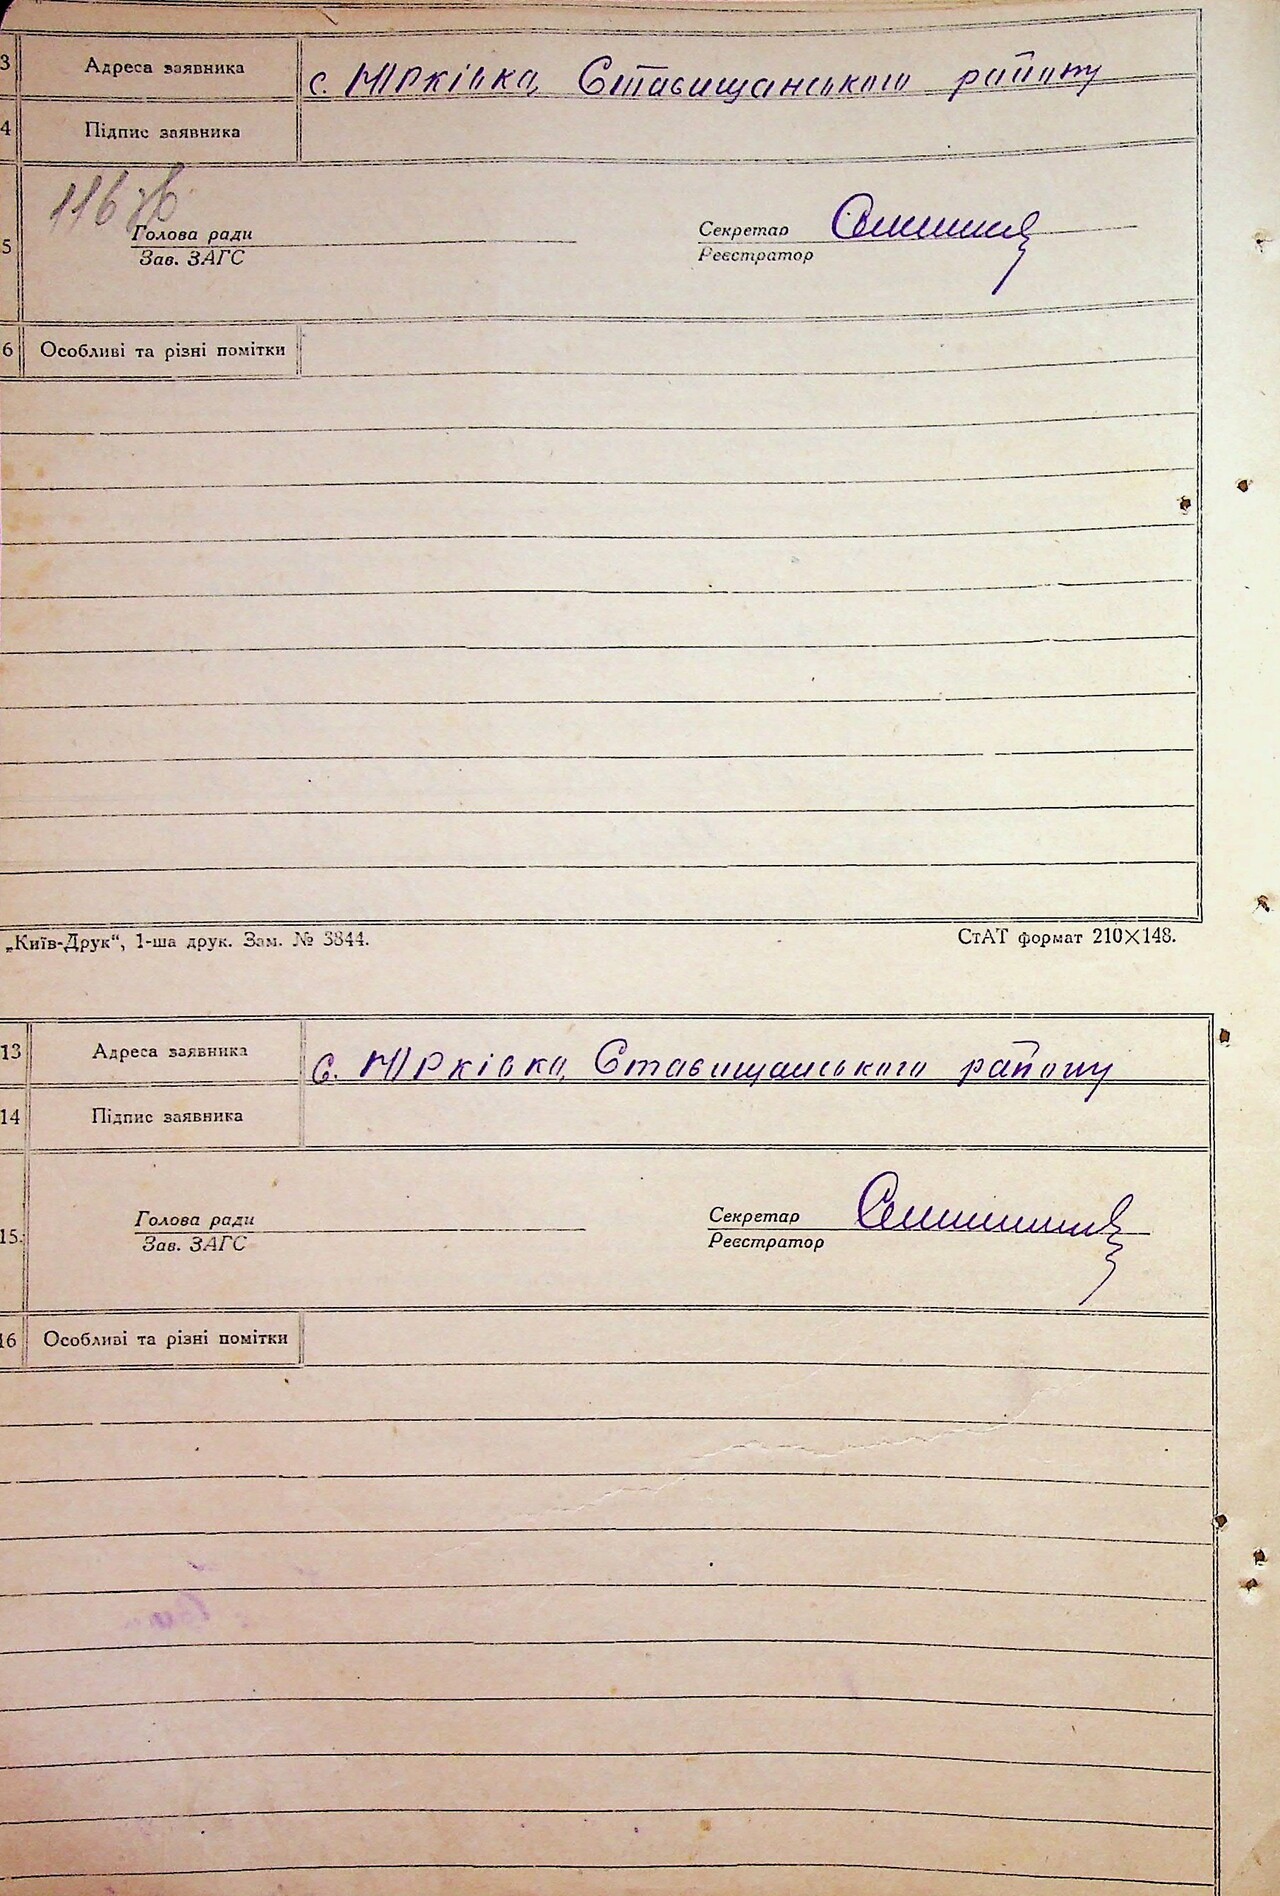 3 Адреса заявника с. Юрківка, Ставищанського району
4 Підпис заявника
116 зв
5 Голова ради Секретар
Зав. ЗАГС Реєстратор
6 Особливі та різні помітки
„Київ-Друк“, 1-ша друк. Зам. № 3844. СтАТ формат 210×148.
13 Адреса заявника с. Юрківка, Ставищанського району
14 Підпис заявника
15. Голова ради Секретар
Зав. ЗАГС Реєстратор
16 Особливі та різні помітки